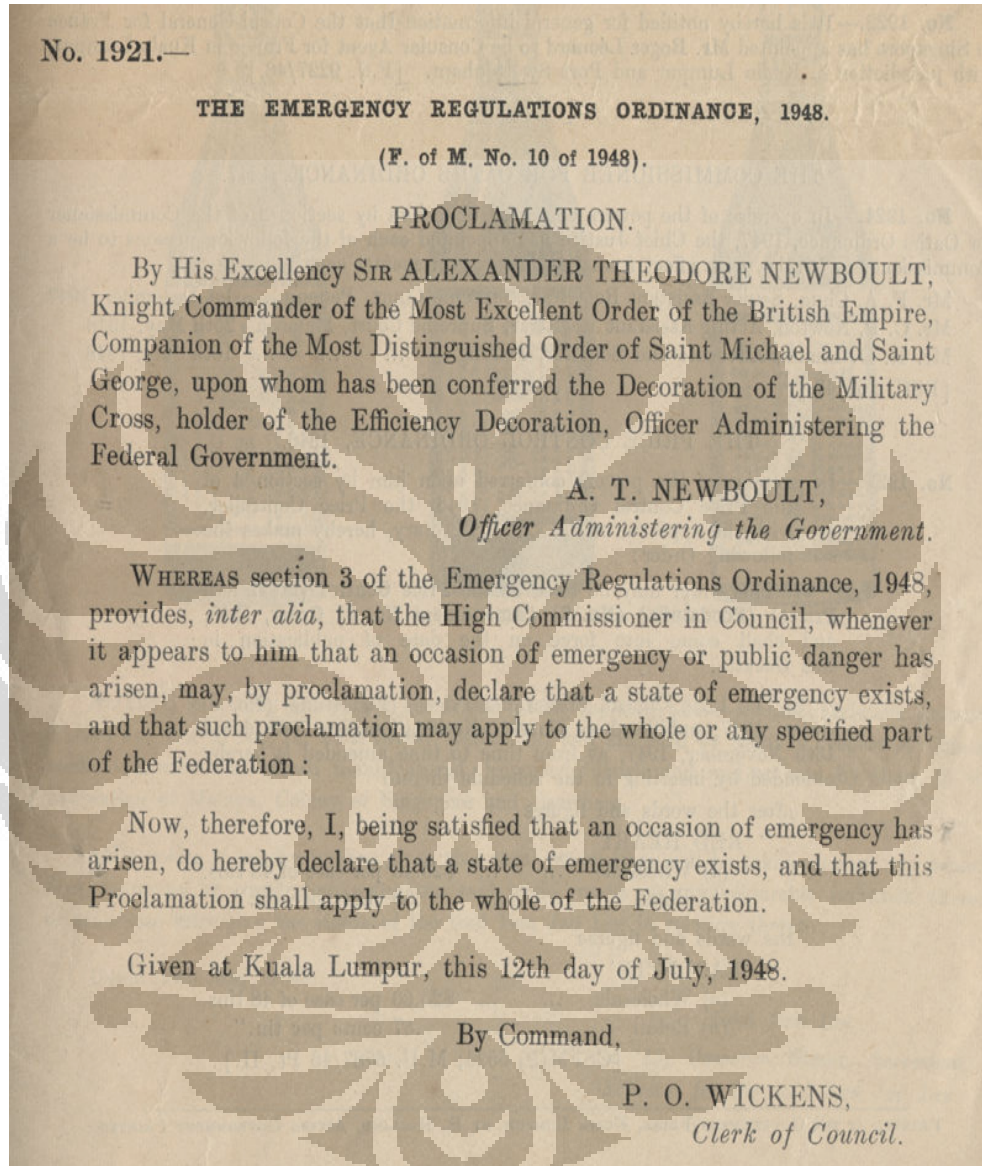 No. 1921.—
THE EMERGENCY REGULATIONS ORDINANCE, 1948.
(F. of M. No. 10 of 1948).
PROCLAMATION.
By His Excellency SIR ALEXANDER THEODORE NEWBOULT,
Knight Commander of the Most Excellent Order of the British Empire,
Companion of the Most Distinguished Order of Saint Michael and Saint
George, upon whom has been conferred the Decoration of the Military
Cross, holder of the Efficiency Decoration, Officer Administering the
Federal Government.
A. T. NEWBOULT,
Officer Administering the Government.
WHEREAS section 3 of the Emergency Regulations Ordinance, 1948,
provides, inter alia, that the High Commissioner in Council, whenever
it appears to him that an occasion of emergency or public danger has
arisen, may, by proclamation, declare that a state of emergency exists,
and that such proclamation may apply to the whole or any specified part
of the Federation:
Now, therefore, I, being satisfied that an occasion of emergency has
arisen, do hereby declare that a state of emergency exists, and that this
Proclamation shall apply to the whole of the Federation.
Given at Kuala Lumpur, this 12th day of July, 1948.
By Command,
P. O. WICKENS,
Clerk of Council.